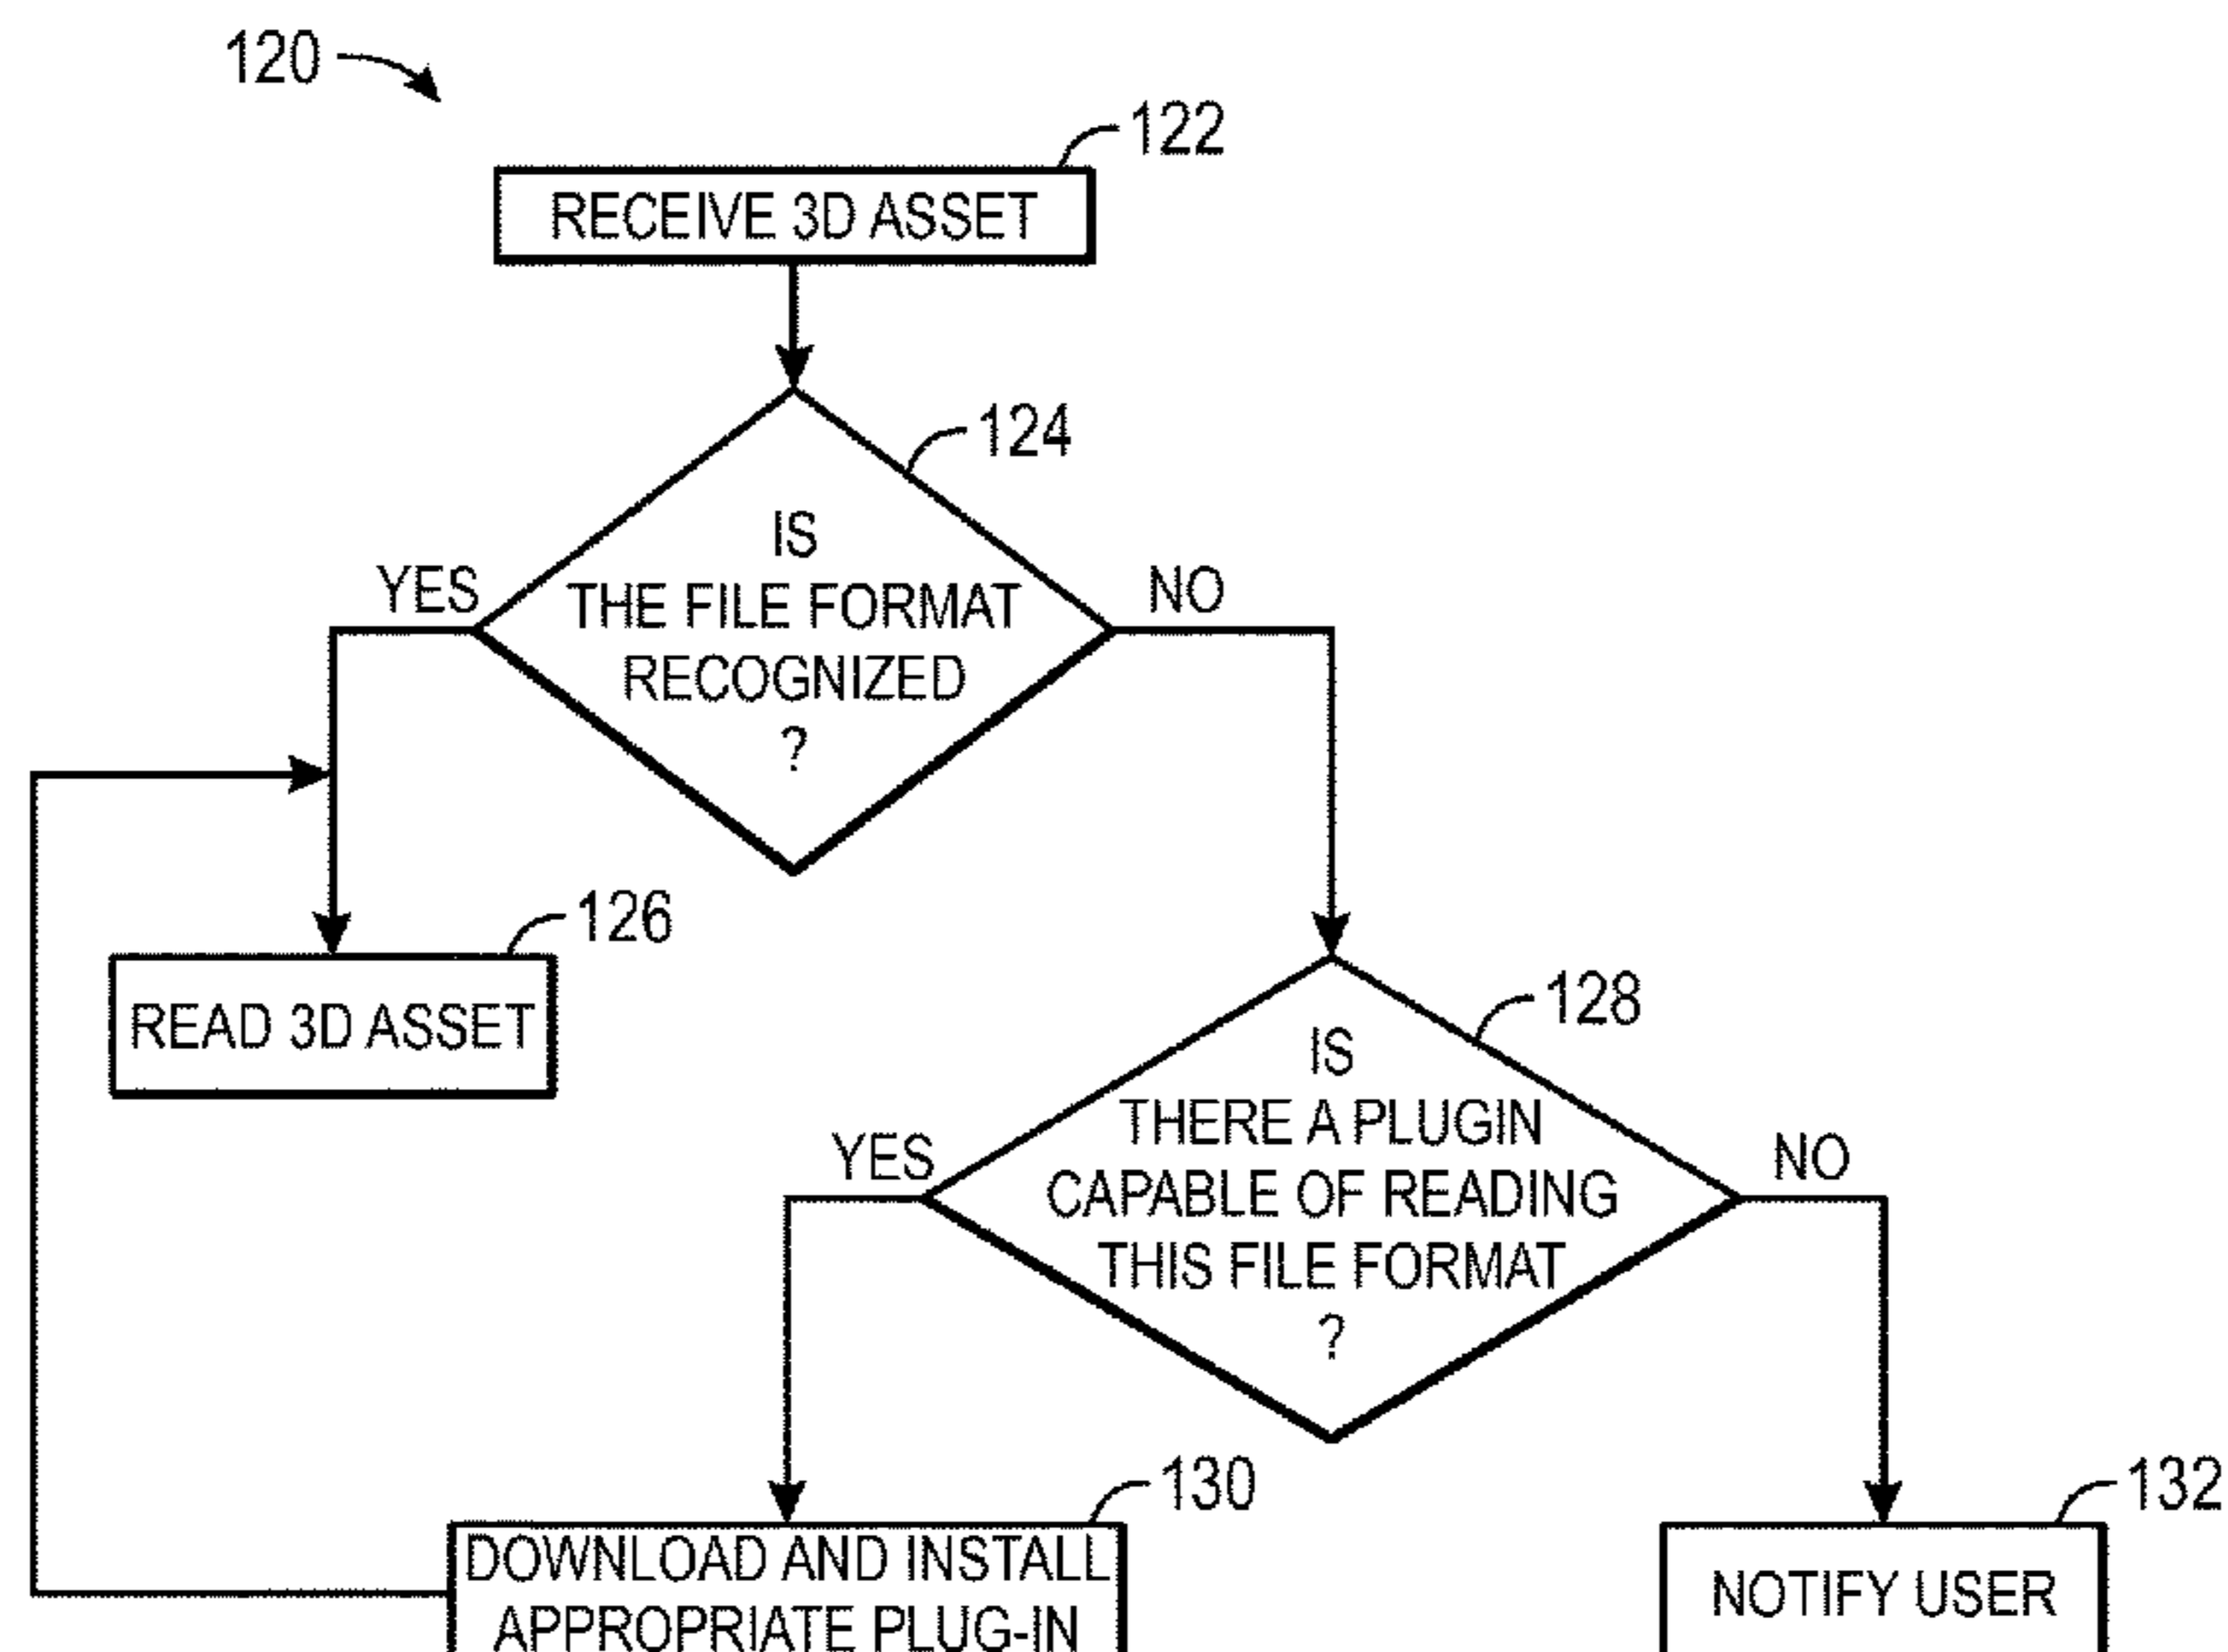 120
122
RECEIVE 3D ASSET
124
IS
THE FILE FORMAT
RECOGNIZED
?
YES
NO
126
READ 3D ASSET
128
IS
THERE A PLUGIN
CAPABLE OF READING
THIS FILE FORMAT
?
YES
NO
130
DOWNLOAD AND INSTALL
APPROPRIATE PLUG-IN
132
NOTIFY USER